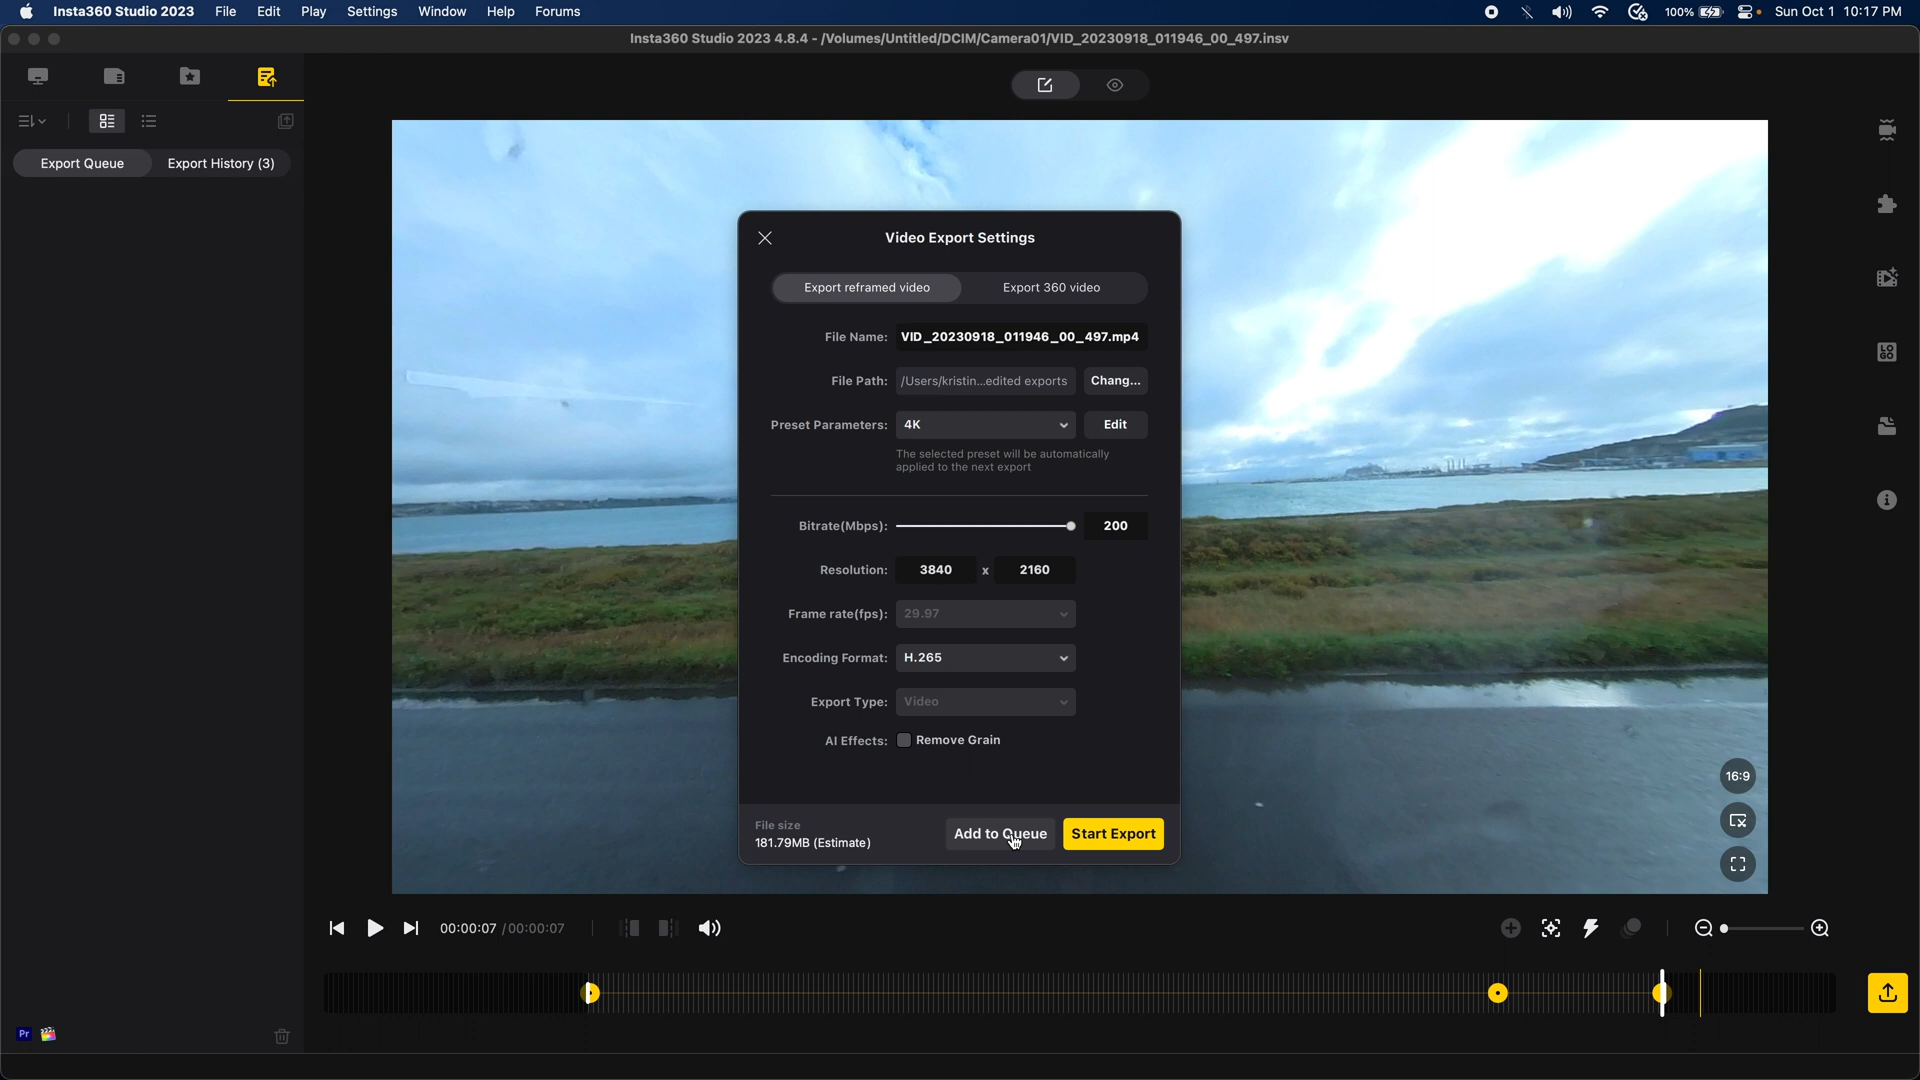 Insta360 Studio 2023 File Edit Play Settings Window Help Forums 100% Sun Oct 1 10:17 PM
Insta360 Studio 2023 4.8.4 - /Volumes/Untitled/DCIM/Camera01/VID_20230918_011946_00_497.insv
Export Queue Export History (3)
Video Export Settings
Export reframed video Export 360 video
File Name: VID_20230918_011946_00_497.mp4
File Path: /Users/kristin...edited exports Chang...
Preset Parameters: 4K Edit
The selected preset will be automatically
applied to the next export
Bitrate(Mbps): 200
Resolution: 3840 x 2160
Frame rate(fps): 29.97
Encoding Format: H.265
Export Type: Video
AI Effects: Remove Grain
File size
181.79MB (Estimate)
Add to Queue Start Export
LO
GO
16:9
00:00:07 / 00:00:07
Pr